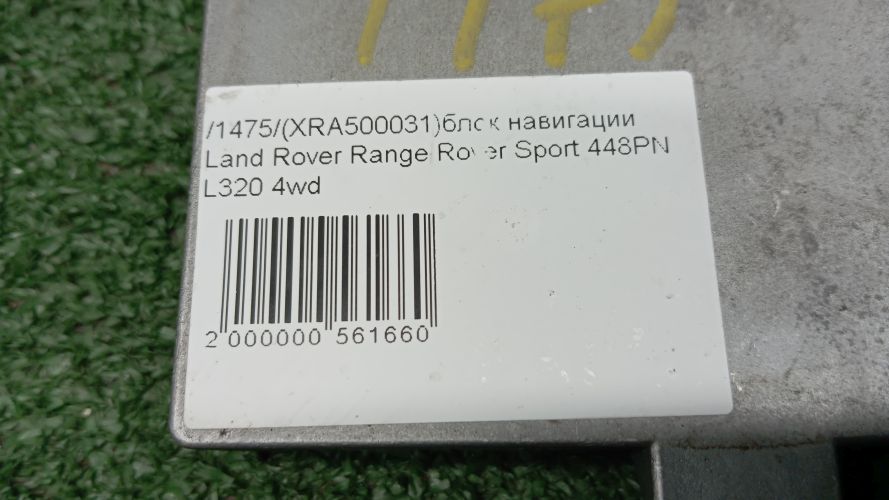 /1475/(XRA500031)блок навигации
Land Rover Range Rover Sport 448PN
L320 4wd
2 000000 561660